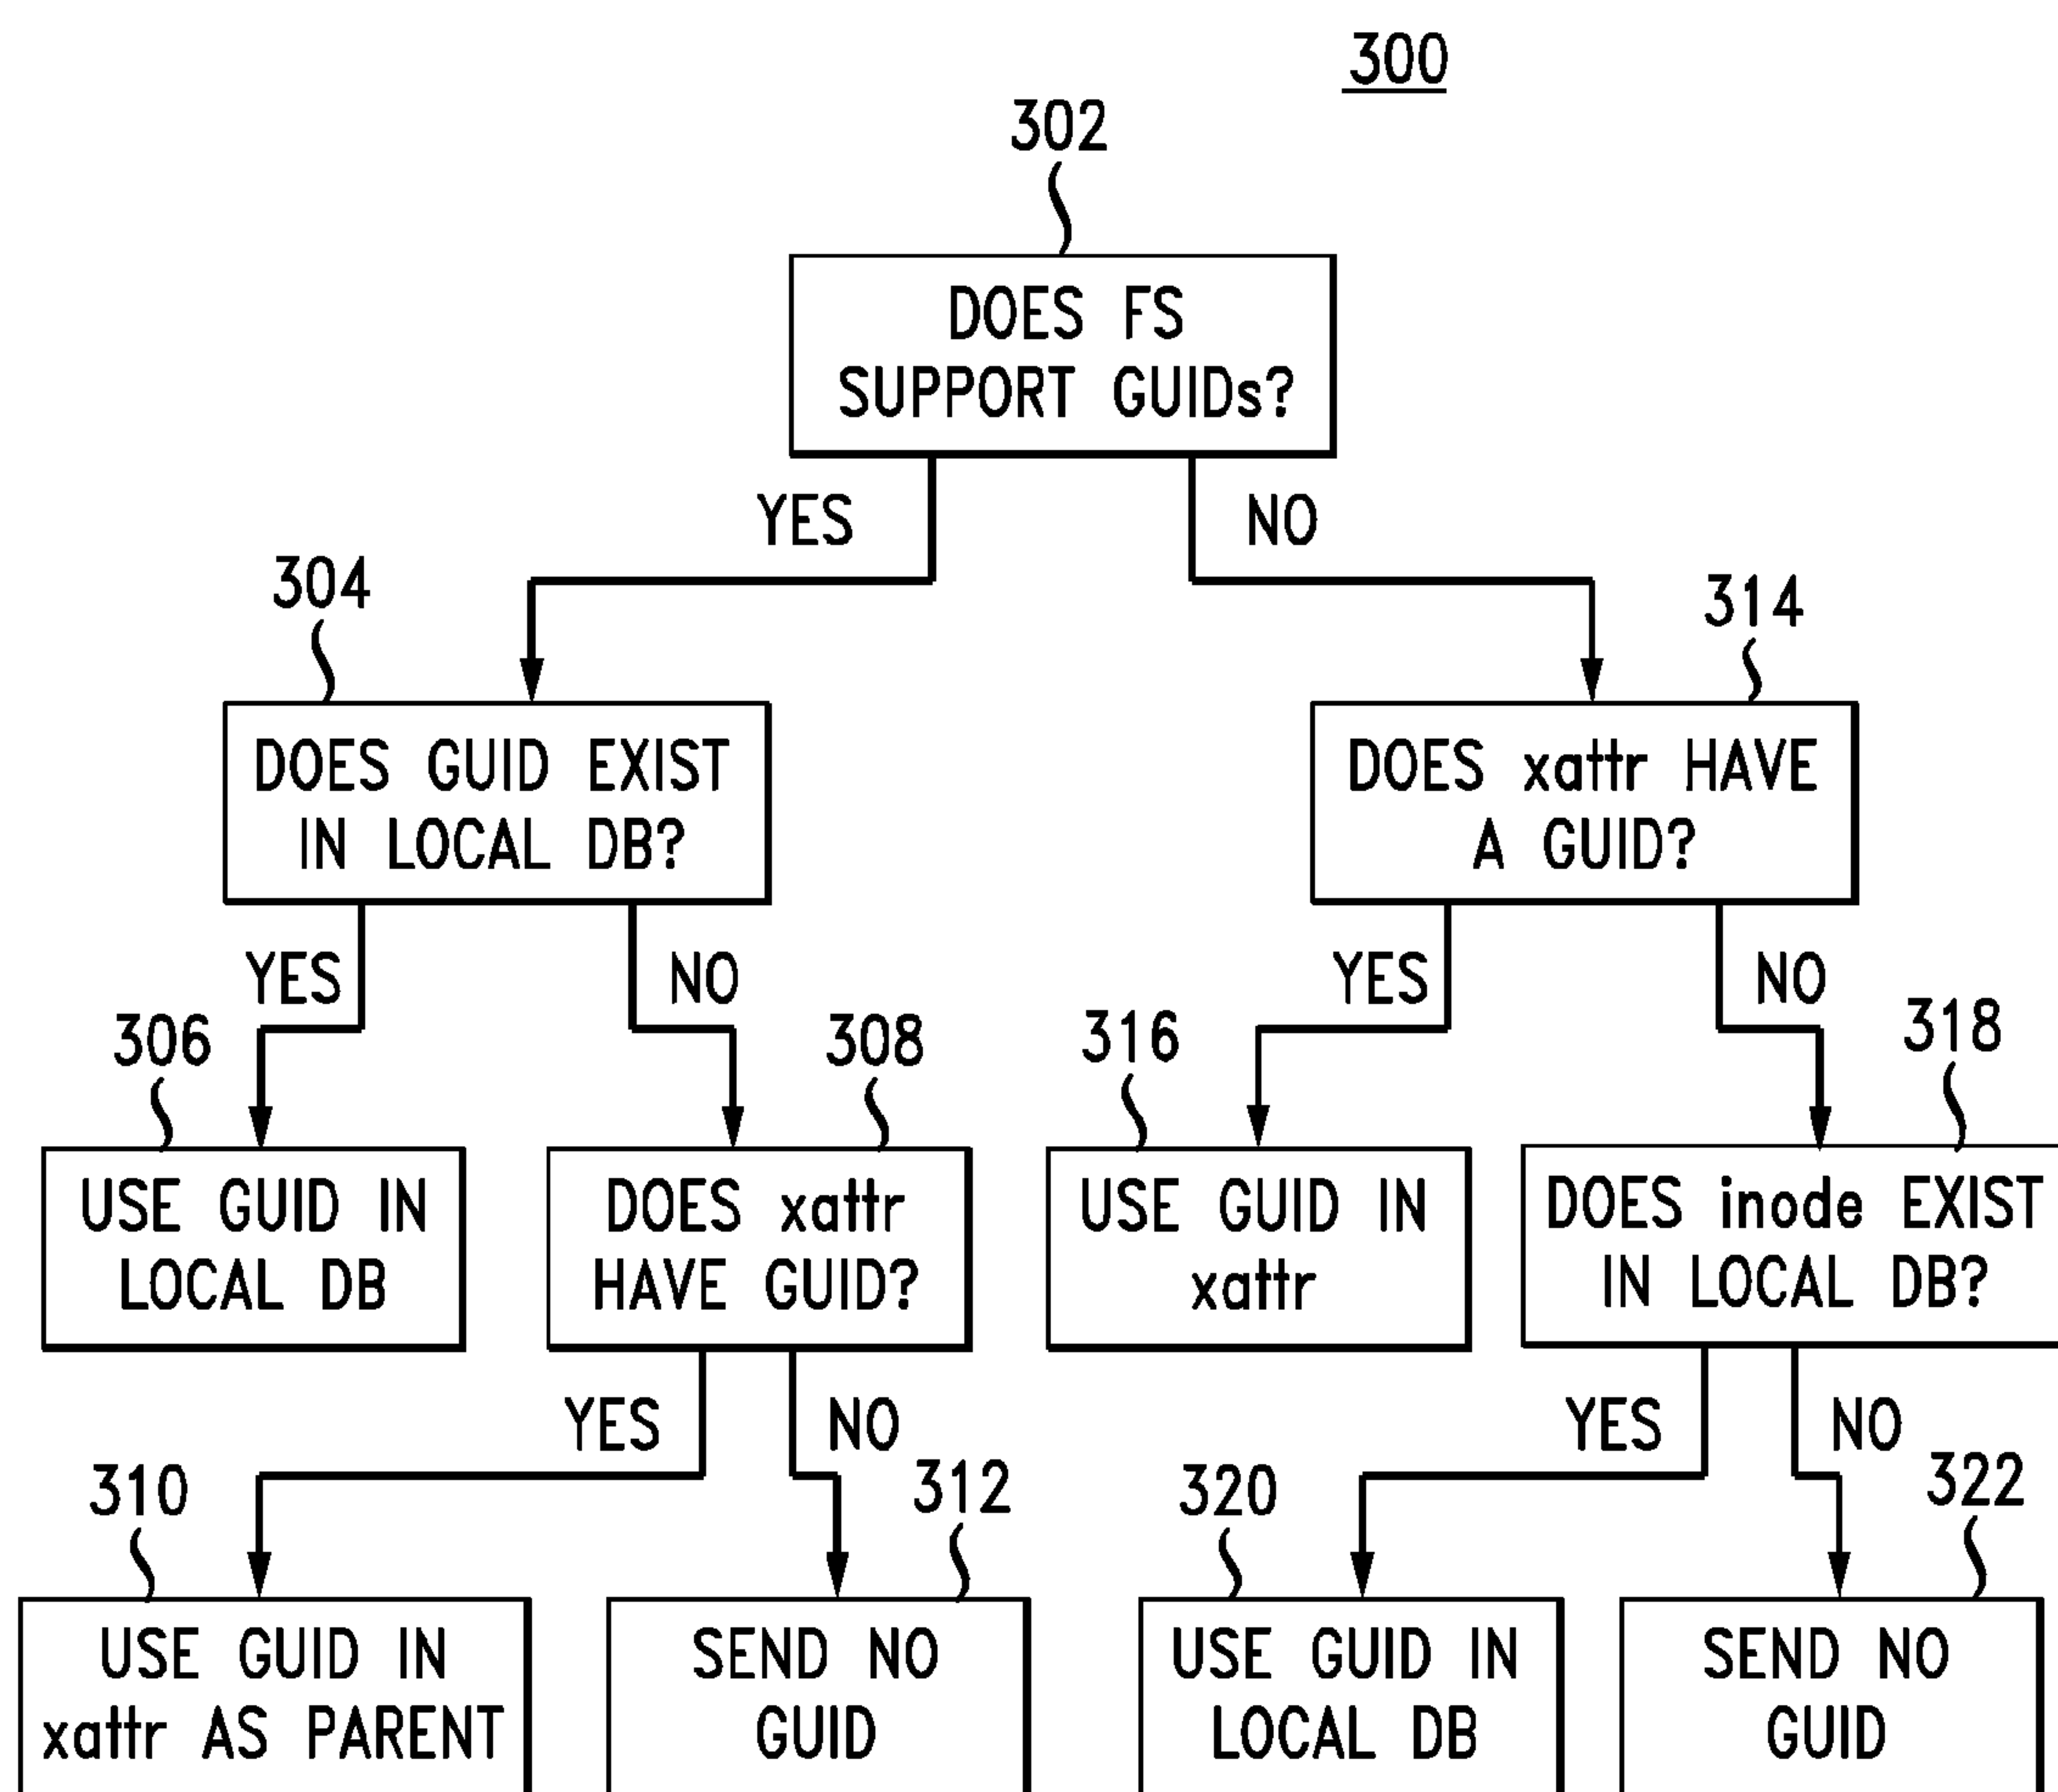 300
302
DOES FS
SUPPORT GUIDs?
YES
NO
304
314
DOES GUID EXIST
IN LOCAL DB?
DOES xattr HAVE
A GUID?
YES
NO
YES
NO
306
308
316
318
USE GUID IN
LOCAL DB
DOES xattr
HAVE GUID?
USE GUID IN
xattr
DOES inode EXIST
IN LOCAL DB?
YES
NO
YES
NO
310
312
320
322
USE GUID IN
xattr AS PARENT
SEND NO
GUID
USE GUID IN
LOCAL DB
SEND NO
GUID